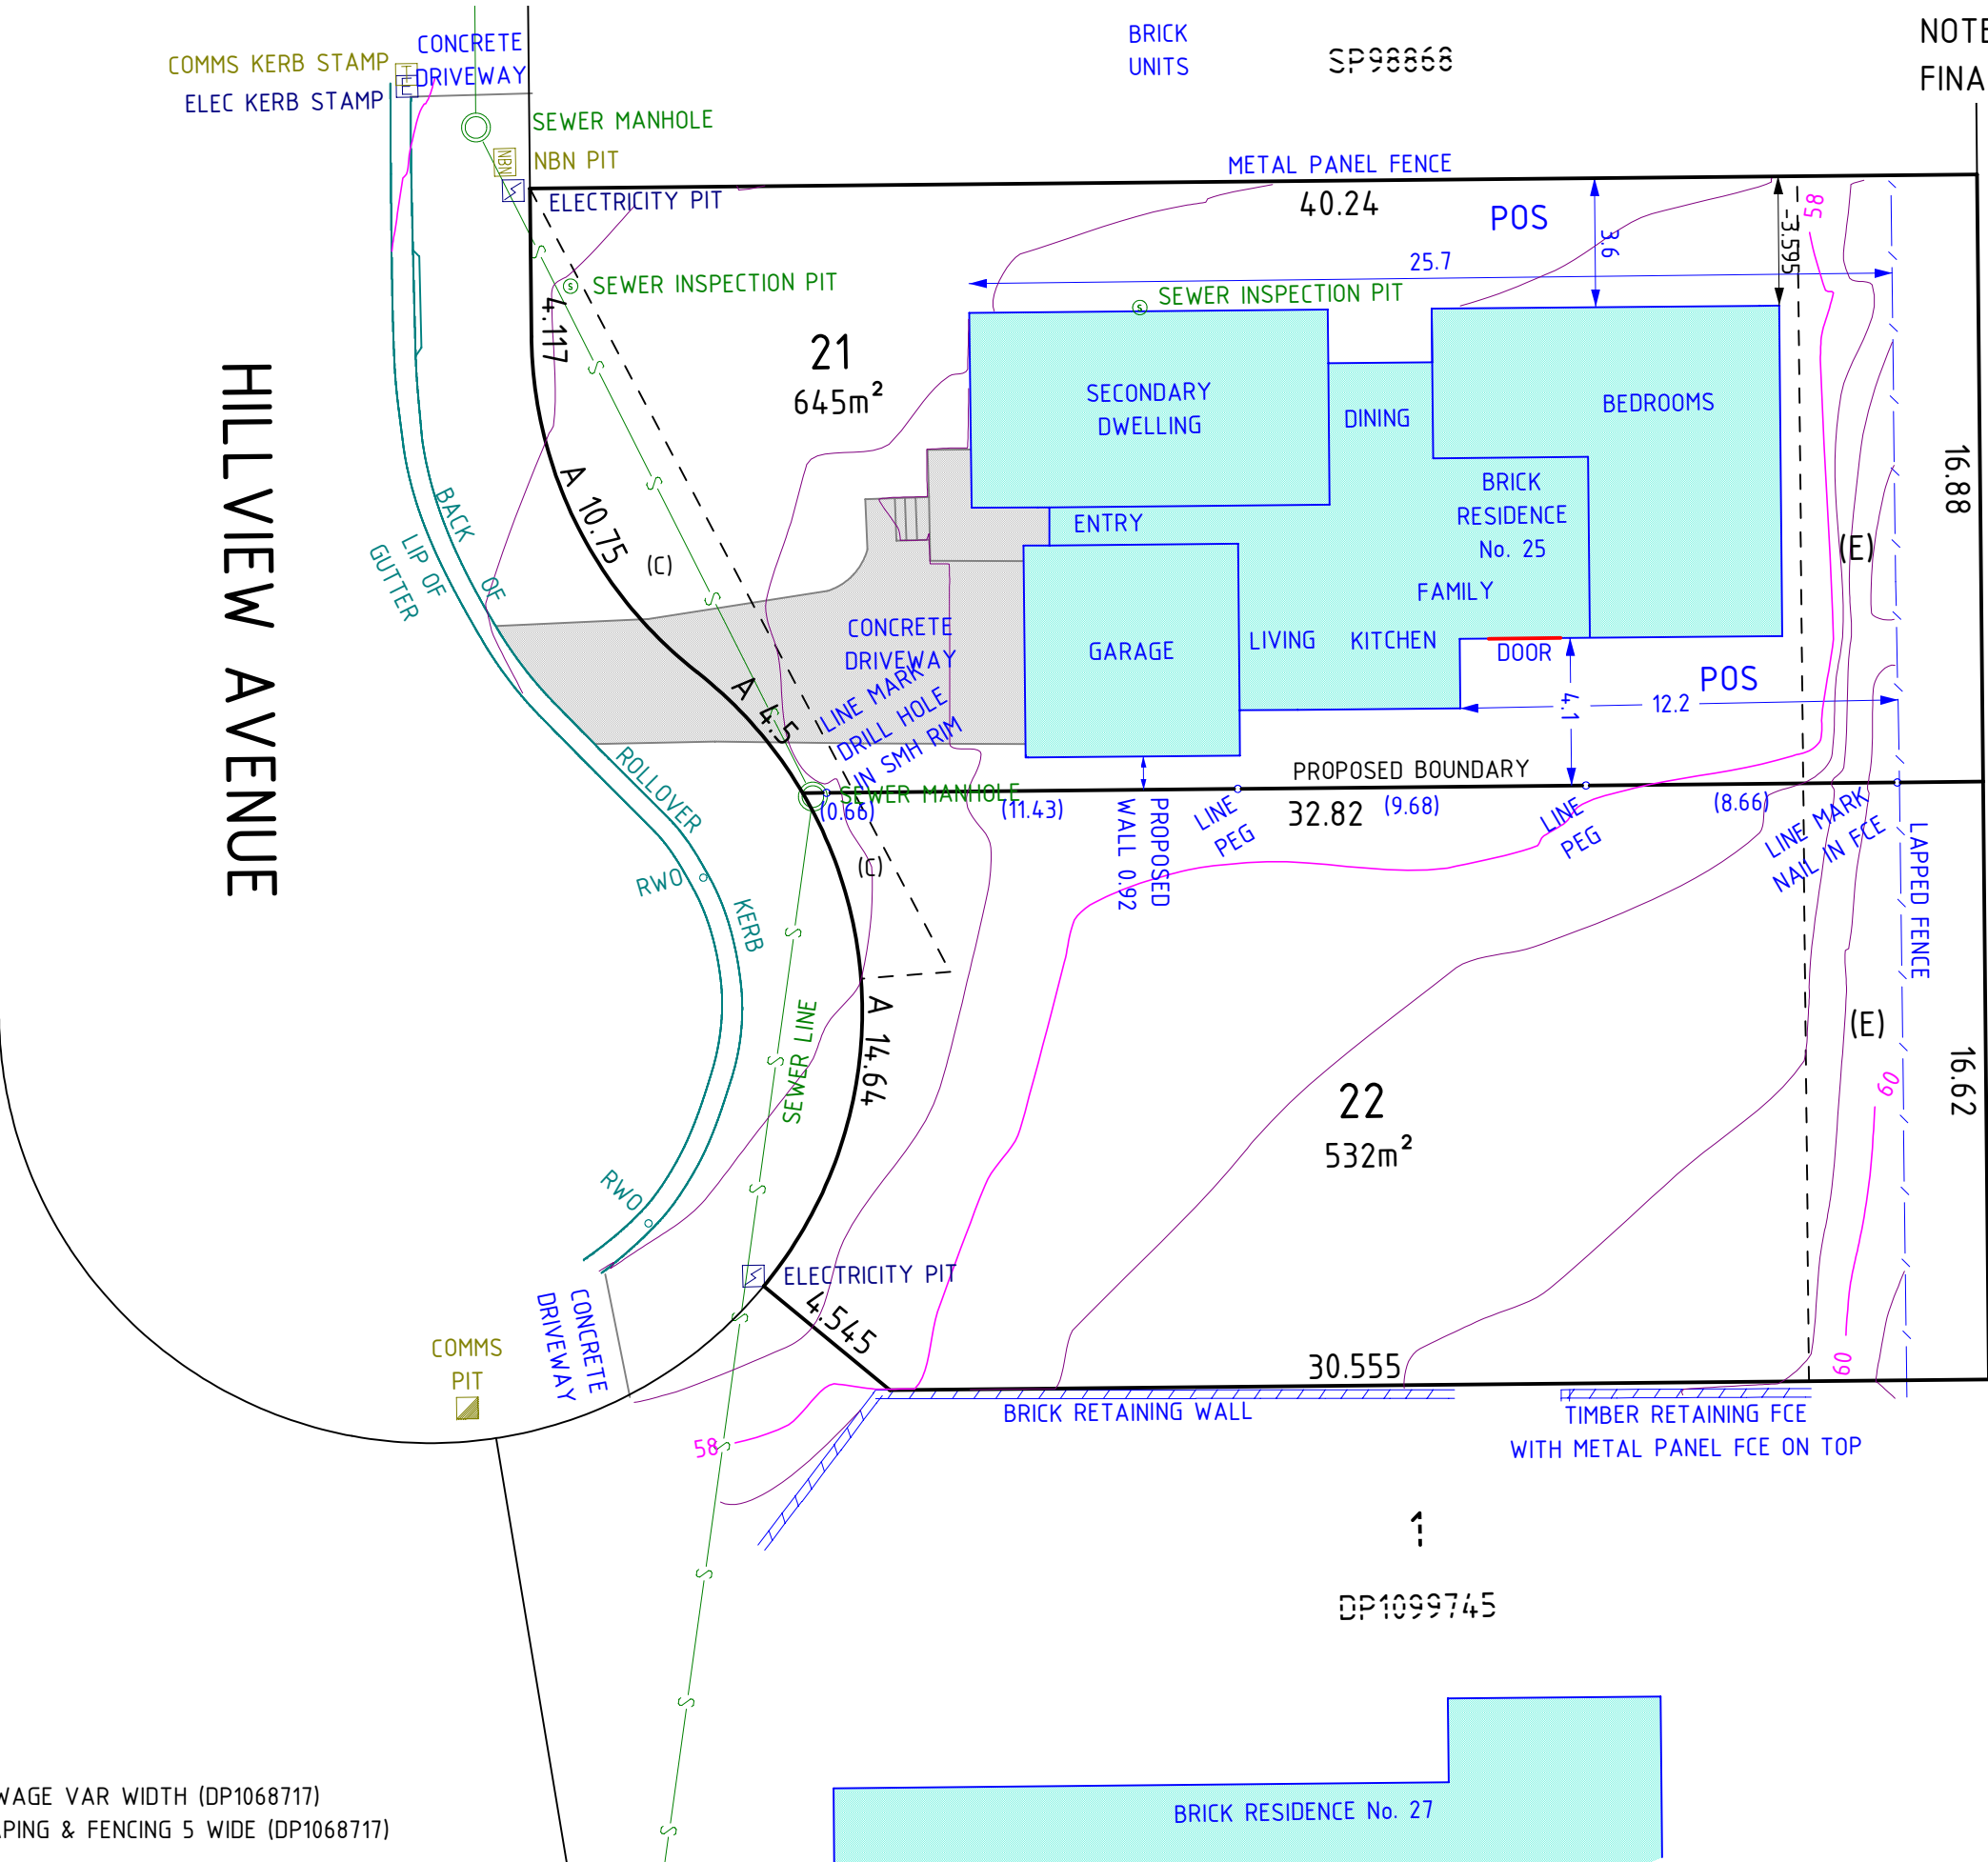 NOTE
FINA
BRICK
UNITS
SP98868
COMMS KERB STAMP
CONCRETE
DRIVEWAY
E
ELEC KERB STAMP
SEWER MANHOLE
NBN
NBN PIT
ELECTRICITY PIT
METAL PANEL FENCE
40.24
POS
3.6
3.595
58
25.7
SEWER INSPECTION PIT
S
SEWER INSPECTION PIT
S
4.117
21
645m²
SECONDARY
DWELLING
DINING
BEDROOMS
HILLVIEW AVENUE
BACK OF
ROLLOVER
KERB
LIP OF
GUTTER
A 10.75
(C)
ENTRY
BRICK
RESIDENCE
No. 25
FAMILY
(E)
16.88
CONCRETE
DRIVEWAY
GARAGE
LIVING
KITCHEN
DOOR
POS
4.1
12.2
A 4.5
LINE MARK
DRILL HOLE
IN SMH RIM
SEWER MANHOLE
PROPOSED BOUNDARY
(0.66)
(11.43)
32.82
(9.68)
(8.66)
PROPOSED
WALL 0.92
LINE
PEG
LINE
PEG
LINE MARK
NAIL IN FCE
LAPPED FENCE
RWO
(C)
A 14.64
SEWER LINE
22
532m²
(E)
16.62
60
RWO
ELECTRICITY PIT
4.545
CONCRETE
DRIVEWAY
COMMS
PIT
30.555
60
BRICK RETAINING WALL
TIMBER RETAINING FCE
WITH METAL PANEL FCE ON TOP
58
1
DP1099745
BRICK RESIDENCE No. 27
WAGE VAR WIDTH (DP1068717)
PING & FENCING 5 WIDE (DP1068717)